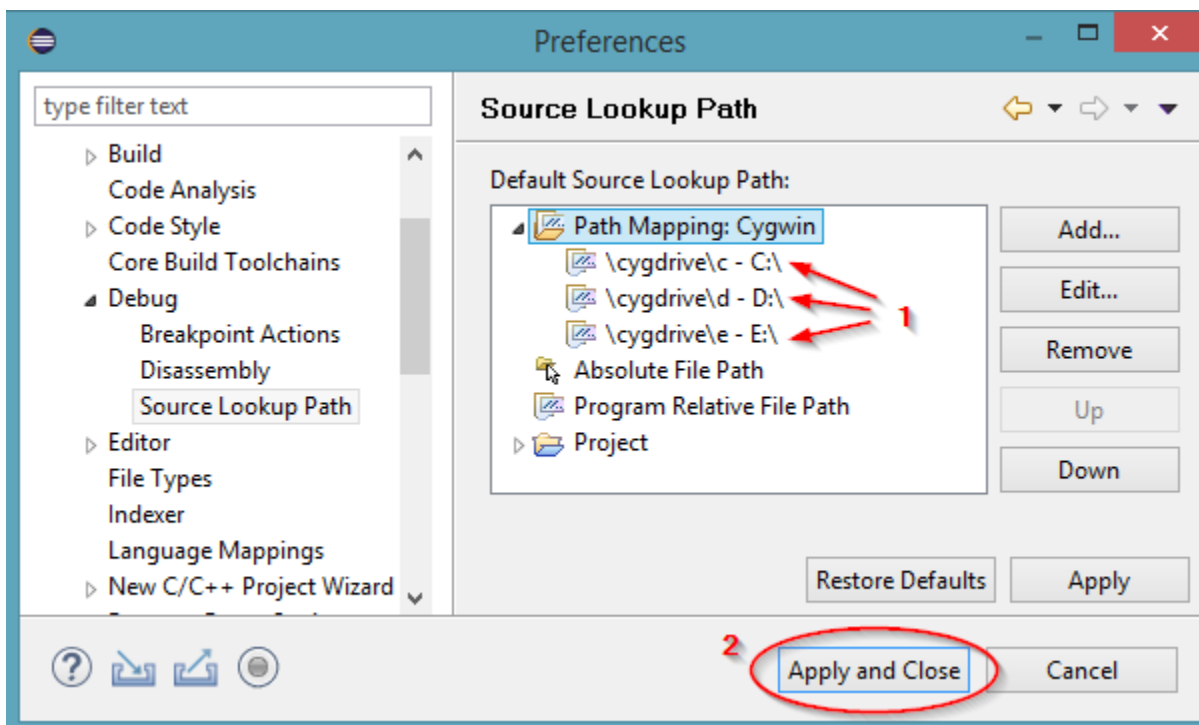 Preferences
type filter text
Build
Code Analysis
Code Style
Core Build Toolchains
Debug
Breakpoint Actions
Disassembly
Source Lookup Path
Editor
File Types
Indexer
Language Mappings
New C/C++ Project Wizard
Source Lookup Path
Default Source Lookup Path:
Path Mapping: Cygwin
\cygdrive\c - C:\
\cygdrive\d - D:\
\cygdrive\e - E:\
1
Absolute File Path
Program Relative File Path
Project
Add...
Edit...
Remove
Up
Down
Restore Defaults
Apply
?
2
Apply and Close
Cancel